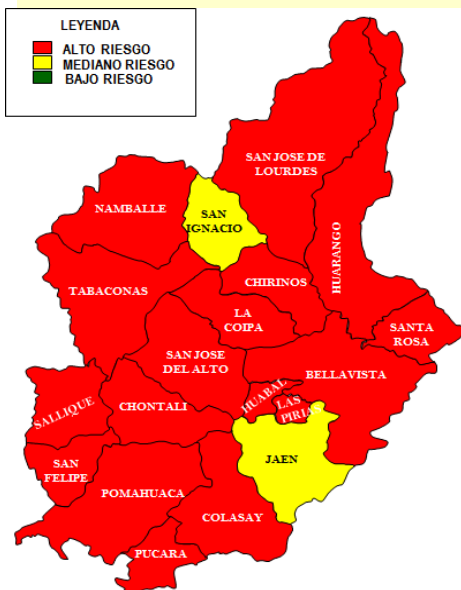 LEYENDA
ALTO RIESGO
MEDIANO RIESGO
BAJO RIESGO
SAN JOSE DE
LOURDES
NAMBALLE
SAN
IGNACIO
HUARANGO
CHIRINOS
TABACONAS
LA
COIPA
SANTA
ROSA
SAN JOSE
DEL ALTO
BELLAVISTA
HUABAL
LAS
PIRIAS
SALLIQUE
CHONTALI
JAEN
SAN
FELIPE
POMAHUACA
COLASAY
PUCARA